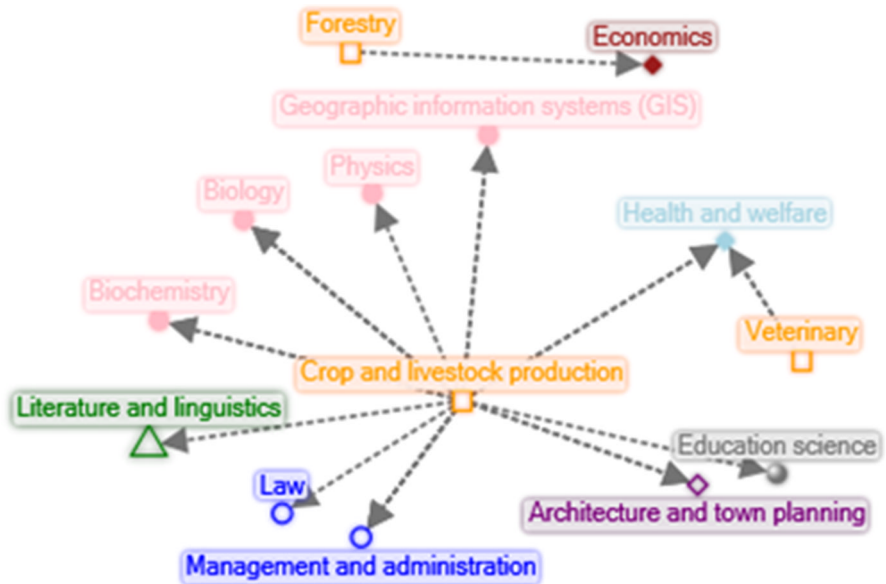 Forestry
Economics
Geographic information systems (GIS)
Physics
Biology
Health and welfare
Biochemistry
Veterinary
Crop and livestock production
Literature and linguistics
Education science
Law
Architecture and town planning
Management and administration